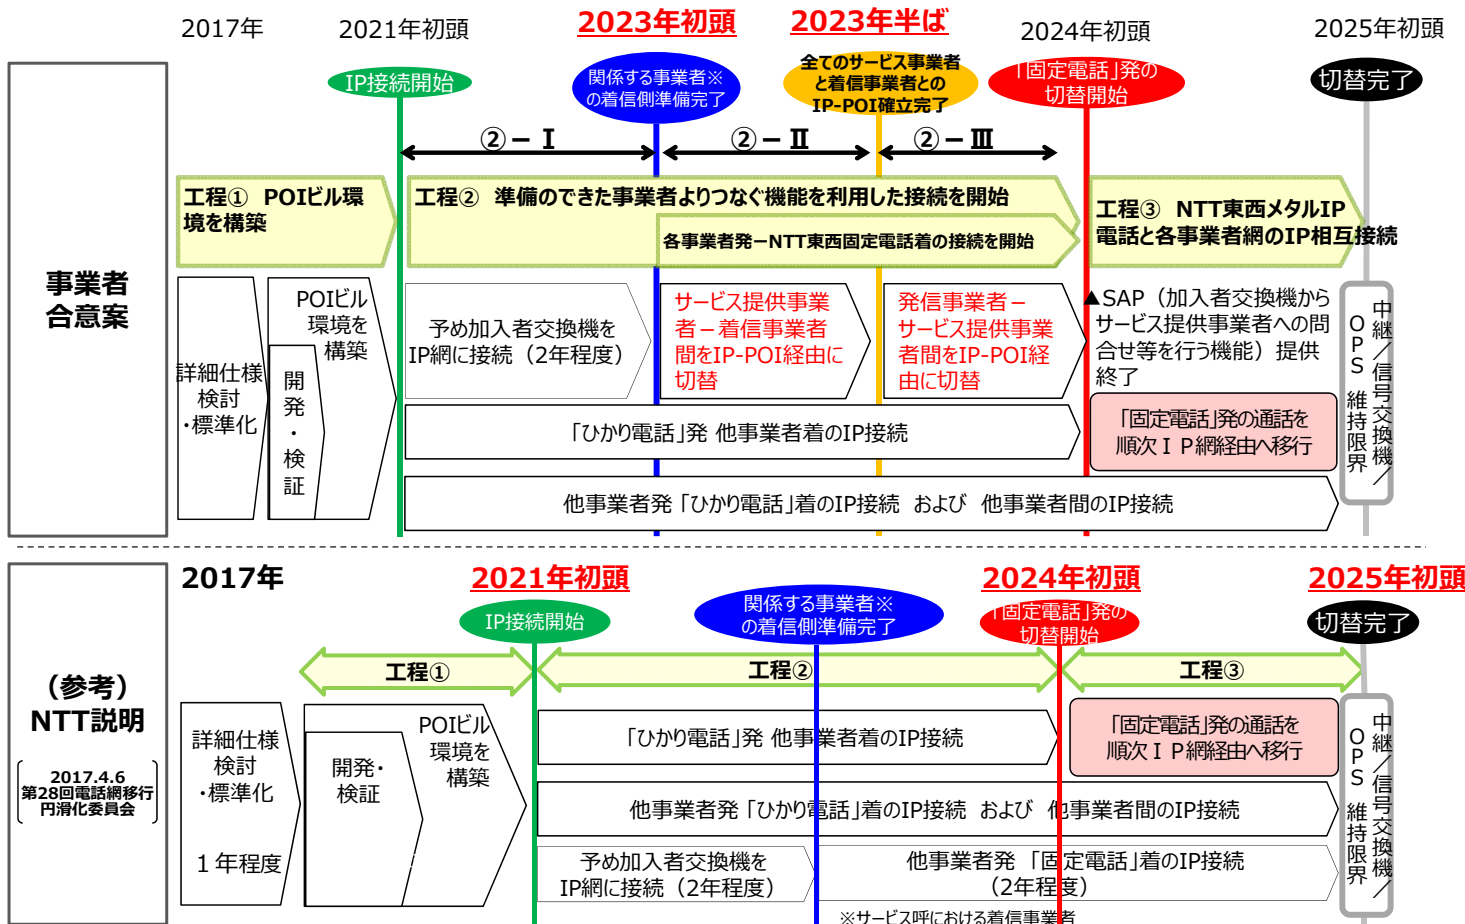 2017年
2021年初頭
2023年初頭
2023年半ば
2024年初頭
2025年初頭
IP接続開始
関係する事業者※
の着信側準備完了
全てのサービス事業者
と着信事業者との
IP-POI確立完了
「固定電話」発の
切替開始
切替完了
②－Ⅰ
②－Ⅱ
②－Ⅲ
事業者
合意案
工程① POIビル環
境を構築
工程② 準備のできた事業者よりつなぐ機能を利用した接続を開始
各事業者発－NTT東西固定電話着の接続を開始
工程③ NTT東西メタルIP
電話と各事業者網のIP相互接続
詳細仕様
検討
・標準化
開発・検証
POIビル
環境を
構築
予め加入者交換機を
IP網に接続（2年程度）
サービス提供事業
者－着信事業者
間をIP-POI経由に
切替
発信事業者－
サービス提供事業
者間をIP-POI経
由に切替
▲SAP（加入者交換機から
サービス提供事業者への問
合せ等を行う機能）提供
終了
「ひかり電話」発 他事業者着のIP接続
「固定電話」発の通話を
順次ＩＰ網経由へ移行
他事業者発「ひかり電話」着のIP接続 および 他事業者間のIP接続
中継／信号交換機／
OPS 維持限界
（参考）
NTT説明
2017.4.6
第28回電話網移行
円滑化委員会
2017年
2021年初頭
2024年初頭
2025年初頭
IP接続開始
関係する事業者※
の着信側準備完了
「固定電話」発の
切替開始
切替完了
工程①
工程②
工程③
詳細仕様
検討
・標準化
１年程度
開発・
検証
POIビル
環境を
構築
「ひかり電話」発 他事業者着のIP接続
「固定電話」発の通話を
順次ＩＰ網経由へ移行
他事業者発「ひかり電話」着のIP接続 および 他事業者間のIP接続
予め加入者交換機を
IP網に接続（2年程度）
他事業者発 「固定電話」着のIP接続
（2年程度）
中継／信号交換機／
OPS 維持限界
※サービス呼における着信事業者